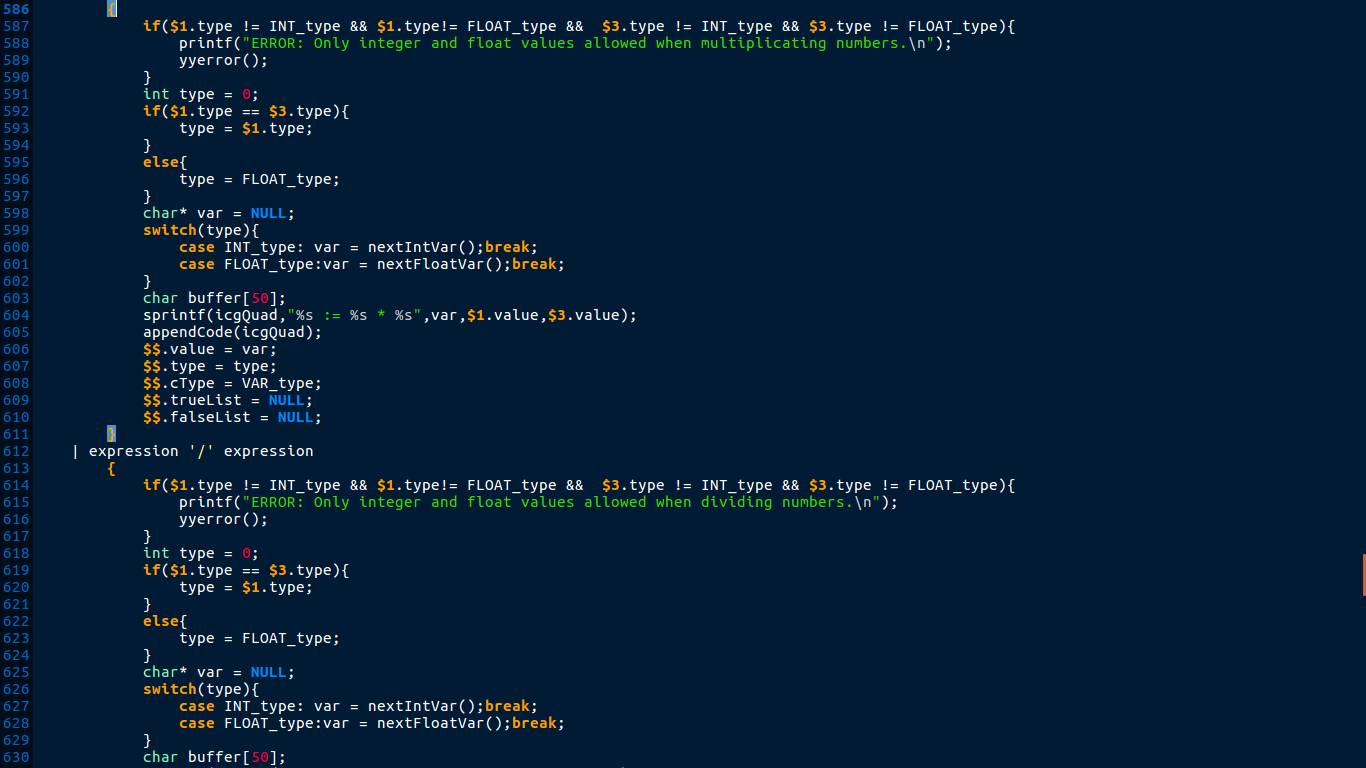 586 {
587 if($1.type != INT_type && $1.type!= FLOAT_type &&  $3.type != INT_type && $3.type != FLOAT_type){
588 printf("ERROR: Only integer and float values allowed when multiplicating numbers.\n");
589 yyerror();
590 }
591 int type = 0;
592 if($1.type == $3.type){
593 type = $1.type;
594 }
595 else{
596 type = FLOAT_type;
597 }
598 char* var = NULL;
599 switch(type){
600 case INT_type: var = nextIntVar();break;
601 case FLOAT_type:var = nextFloatVar();break;
602 }
603 char buffer[50];
604 sprintf(icgQuad,"%s := %s * %s",var,$1.value,$3.value);
605 appendCode(icgQuad);
606 $$.value = var;
607 $$.type = type;
608 $$.cType = VAR_type;
609 $$.trueList = NULL;
610 $$.falseList = NULL;
611 }
612 | expression '/' expression
613 {
614 if($1.type != INT_type && $1.type!= FLOAT_type &&  $3.type != INT_type && $3.type != FLOAT_type){
615 printf("ERROR: Only integer and float values allowed when dividing numbers.\n");
616 yyerror();
617 }
618 int type = 0;
619 if($1.type == $3.type){
620 type = $1.type;
621 }
622 else{
623 type = FLOAT_type;
624 }
625 char* var = NULL;
626 switch(type){
627 case INT_type: var = nextIntVar();break;
628 case FLOAT_type:var = nextFloatVar();break;
629 }
630 char buffer[50];